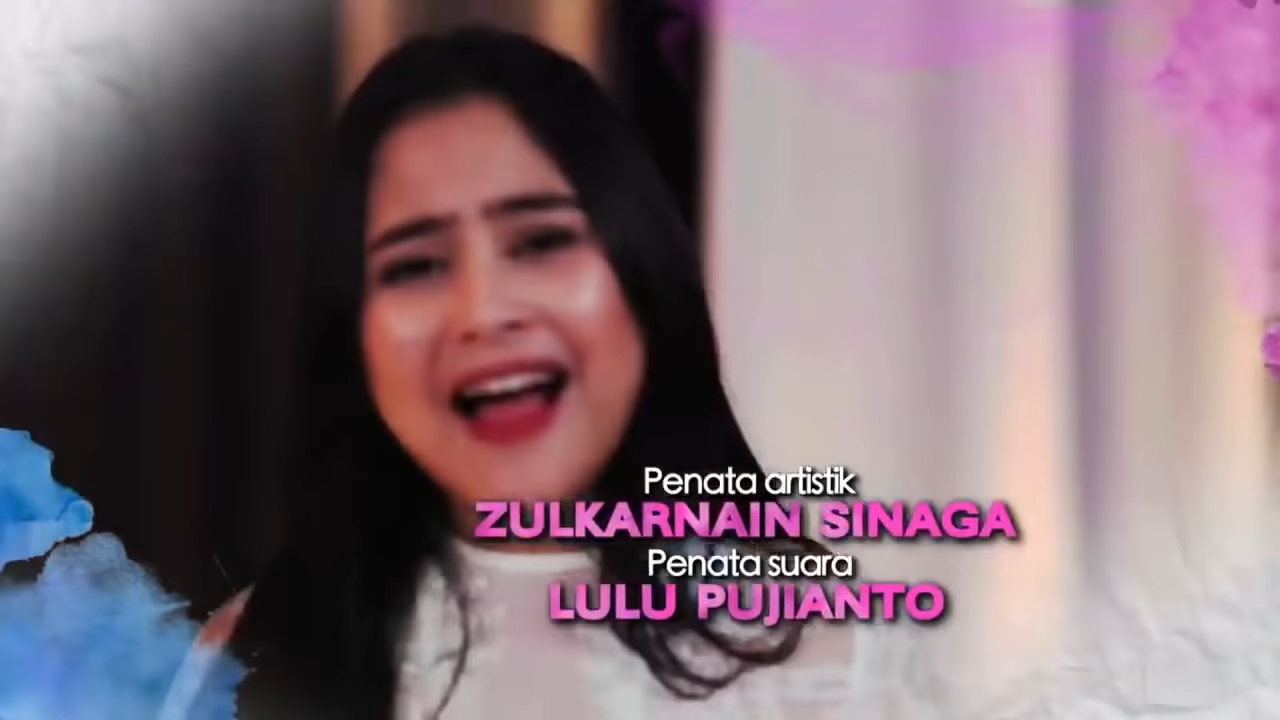 Penata artistik
ZULKARNAIN SINAGA
Penata suara
LULU PUJIANTO